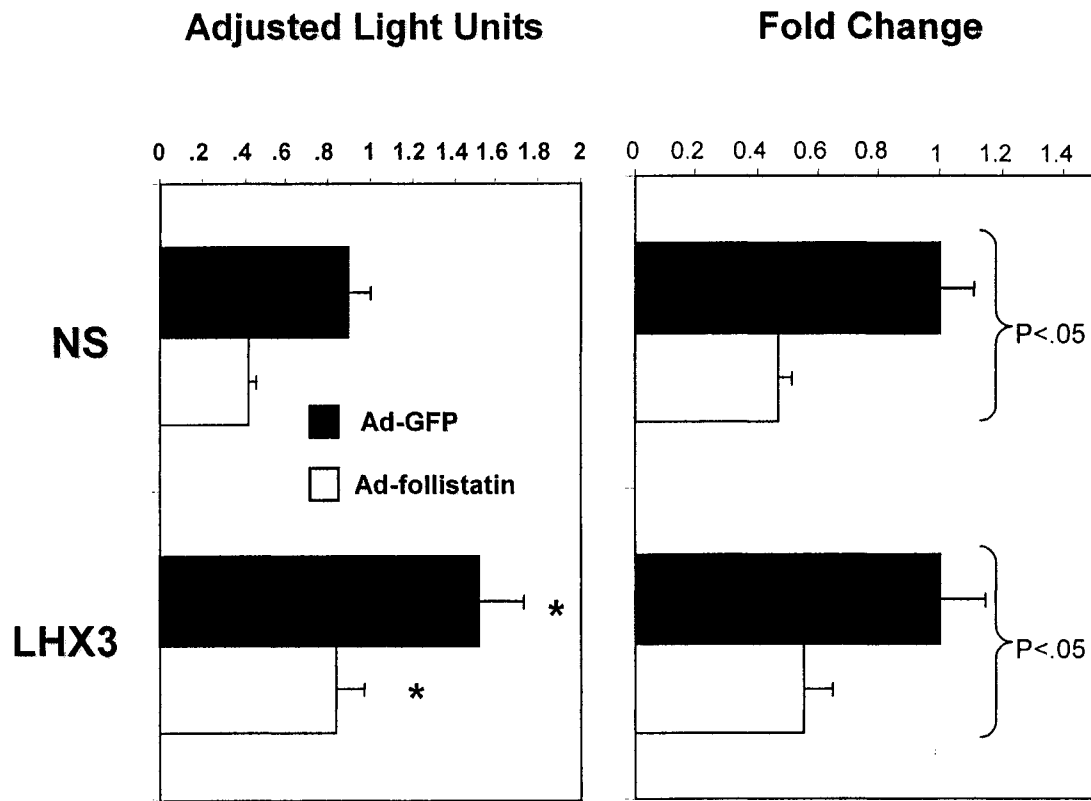 Adjusted Light Units
Fold Change
0 .2 .4 .6 .8 1 1.2 1.4 1.6 1.8 2
0 0.2 0.4 0.6 0.8 1 1.2 1.4
NS
P<.05
Ad-GFP
Ad-follistatin
*
LHX3
P<.05
*